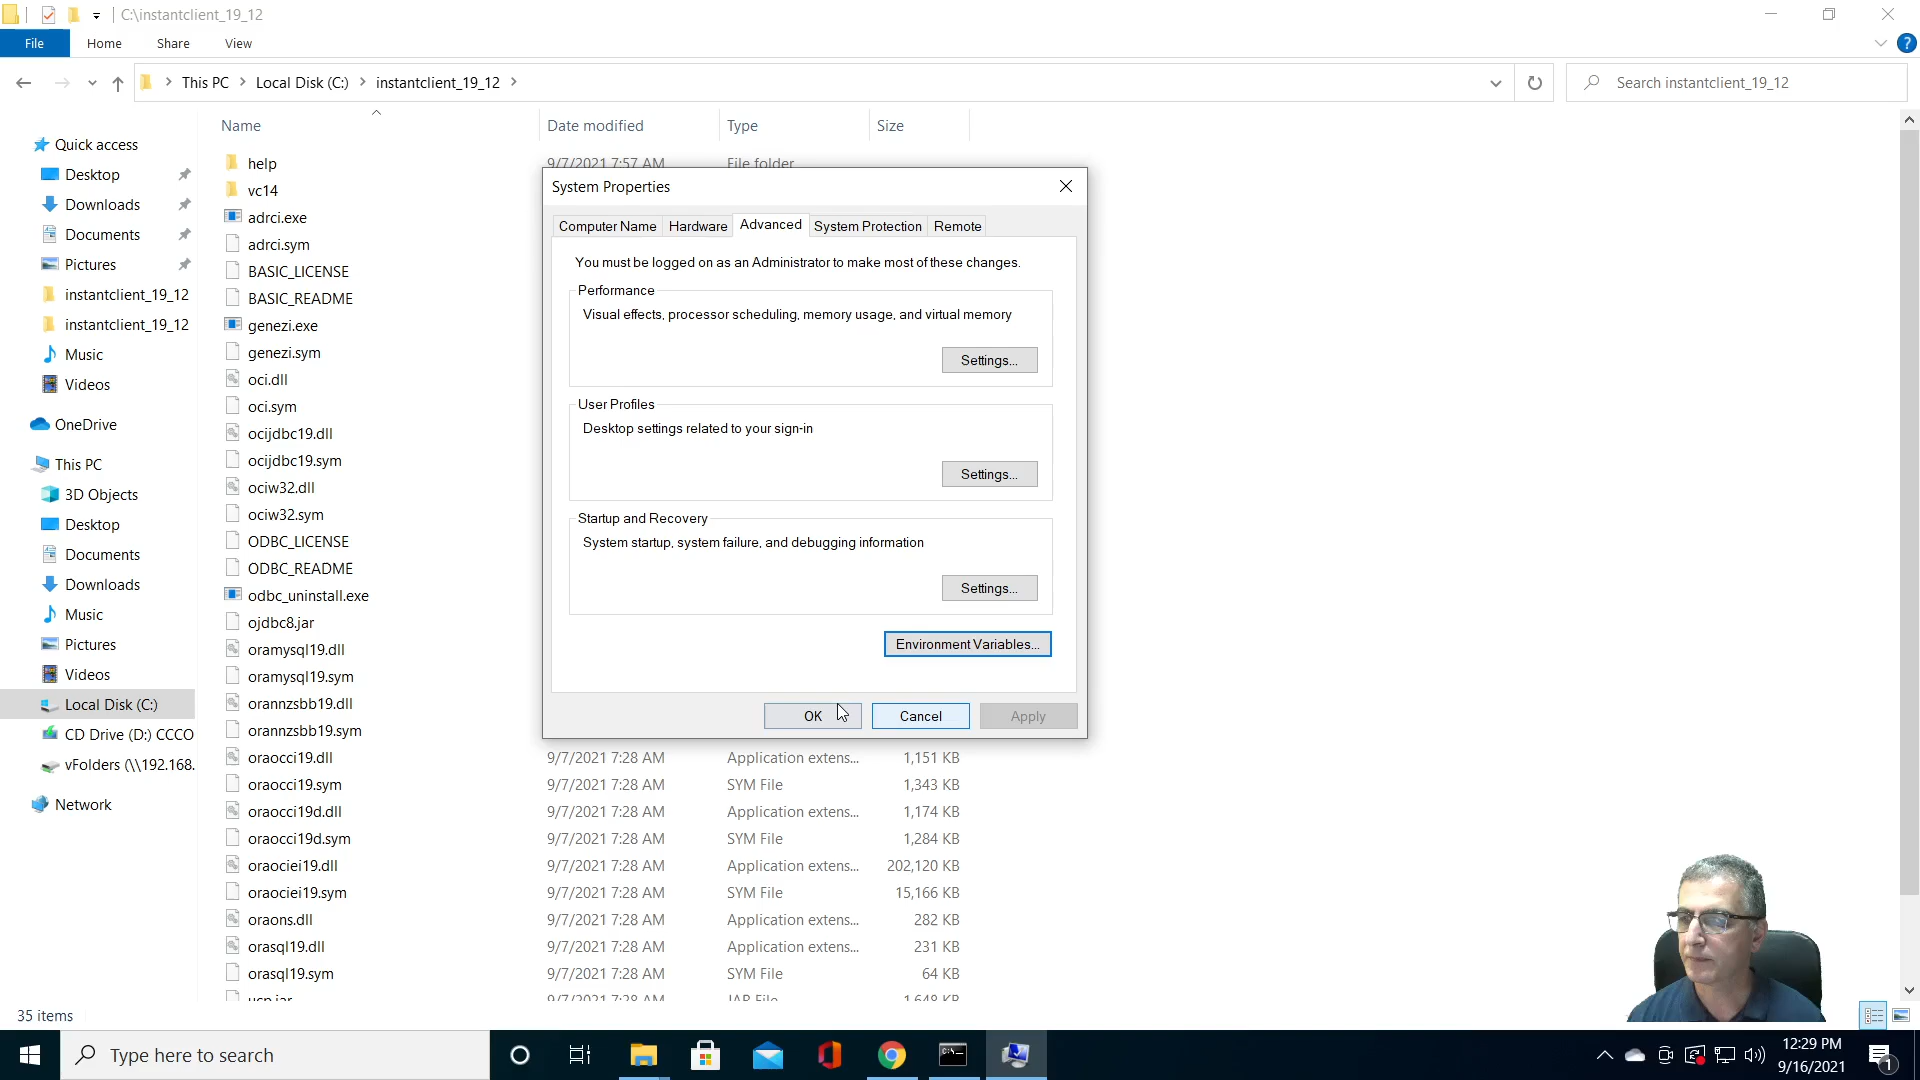 C:\instantclient_19_12
File Home Share View
This PC Local Disk (C:) instantclient_19_12
Search instantclient_19_12
Name Date modified Type Size
Quick access
Desktop
Downloads
Documents
Pictures
instantclient_19_12
instantclient_19_12
Music
Videos
OneDrive
This PC
3D Objects
Desktop
Documents
Downloads
Music
Pictures
Videos
Local Disk (C:)
CD Drive (D:) CCCO
vFolders (\\192.168.
Network
help 9/7/2021 7:57 AM File folder
vc14
adrci.exe
adrci.sym
BASIC_LICENSE
BASIC_README
genezi.exe
genezi.sym
oci.dll
oci.sym
ocijdbc19.dll
ocijdbc19.sym
ociw32.dll
ociw32.sym
ODBC_LICENSE
ODBC_README
odbc_uninstall.exe
ojdbc8.jar
oramysql19.dll
oramysql19.sym
orannzsbb19.dll
orannzsbb19.sym
oraocci19.dll 9/7/2021 7:28 AM Application extens... 1,151 KB
oraocci19.sym 9/7/2021 7:28 AM SYM File 1,343 KB
oraocci19d.dll 9/7/2021 7:28 AM Application extens... 1,174 KB
oraocci19d.sym 9/7/2021 7:28 AM SYM File 1,284 KB
oraociei19.dll 9/7/2021 7:28 AM Application extens... 202,120 KB
oraociei19.sym 9/7/2021 7:28 AM SYM File 15,166 KB
oraons.dll 9/7/2021 7:28 AM Application extens... 282 KB
orasql19.dll 9/7/2021 7:28 AM Application extens... 231 KB
orasql19.sym 9/7/2021 7:28 AM SYM File 64 KB
ucp.jar 9/7/2021 7:28 AM JAR File 1,648 KB
System Properties
Computer Name Hardware Advanced System Protection Remote
You must be logged on as an Administrator to make most of these changes.
Performance
Visual effects, processor scheduling, memory usage, and virtual memory
Settings...
User Profiles
Desktop settings related to your sign-in
Settings...
Startup and Recovery
System startup, system failure, and debugging information
Settings...
Environment Variables...
OK Cancel Apply
35 items
Type here to search
12:29 PM
9/16/2021
1